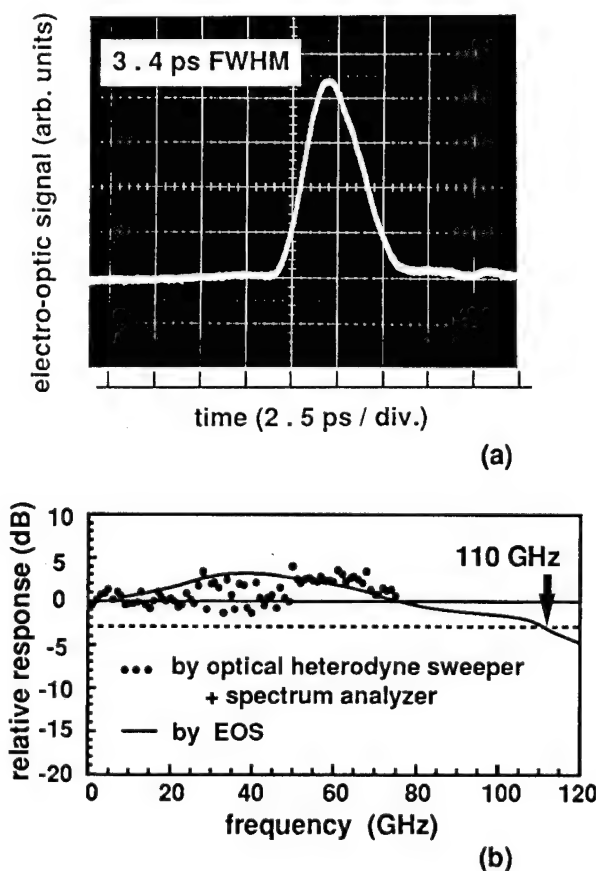 electro-optic signal (arb. units)
3 . 4 ps FWHM
time (2 . 5 ps / div.)
(a)
relative response (dB)
10
5
0
-5
-10
-15
-20
110 GHz
••• by optical heterodyne sweeper
+ spectrum analyzer
— by EOS
0 20 40 60 80 100 120
frequency (GHz)
(b)